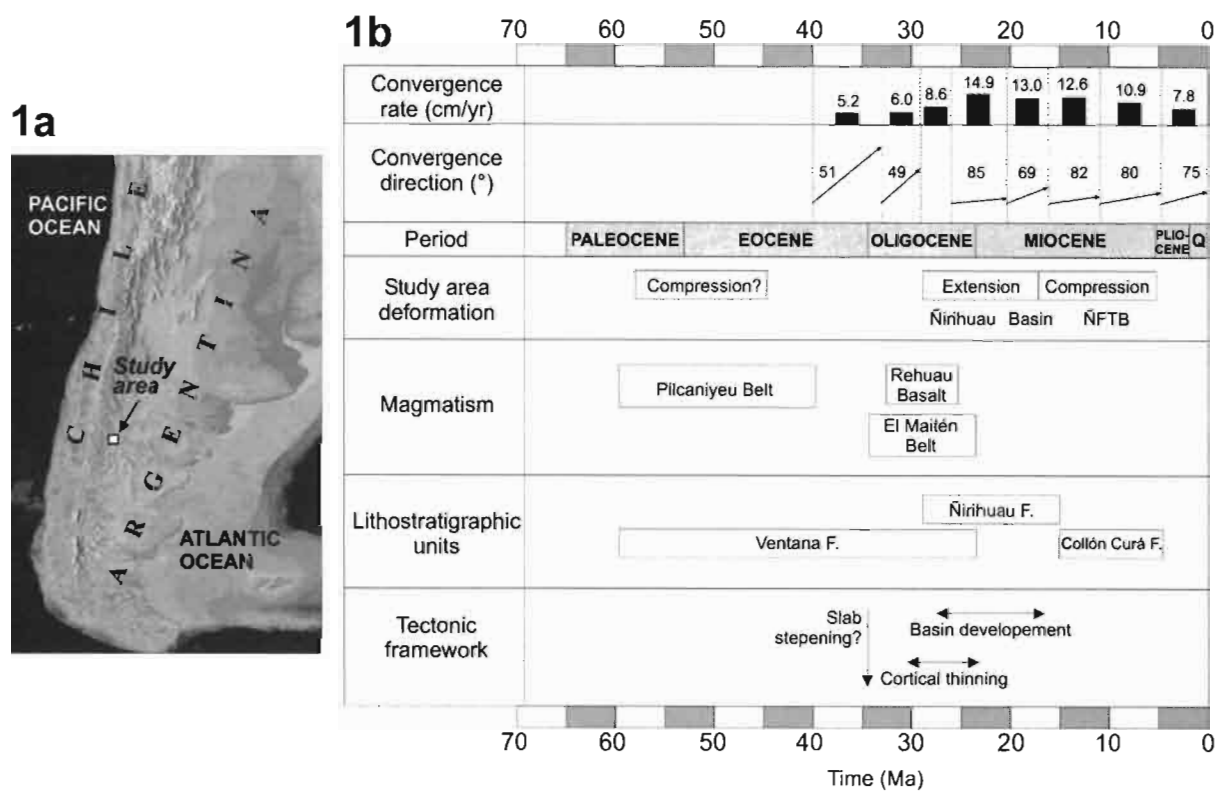 1a
PACIFIC
OCEAN
CHILE
ARGENTINA
Study
area
ATLANTIC
OCEAN
1b
70 60 50 40 30 20 10 0
Convergence
rate (cm/yr)
5.2 6.0 8.6 14.9 13.0 12.6 10.9 7.8
Convergence
direction (°)
51 49 85 69 82 80 75
Period
PALEOCENE EOCENE OLIGOCENE MIOCENE PLIO-
CENE Q
Study area
deformation
Compression? Extension Compression
Ñirihuau Basin ÑFTB
Magmatism
Pilcaniyeu Belt
Rehuau
Basalt
El Maitén
Belt
Lithostratigraphic
units
Ñirihuau F.
Ventana F. Collón Curá F.
Tectonic
framework
Slab
stepening?
Basin developement
Cortical thinning
70 60 50 40 30 20 10 0
Time (Ma)